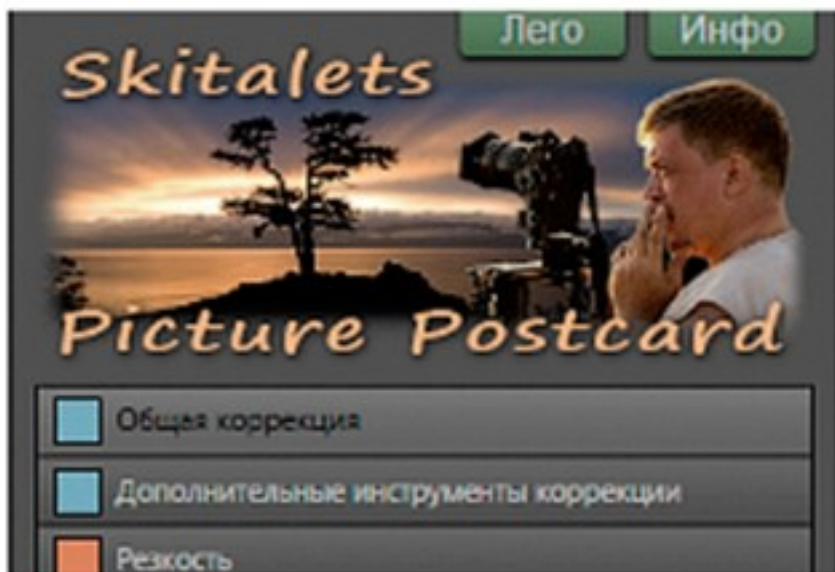 Лего Инфо
Skitalets
Picture Postcard
Общая коррекция
Дополнительные инструменты коррекции
Резкость